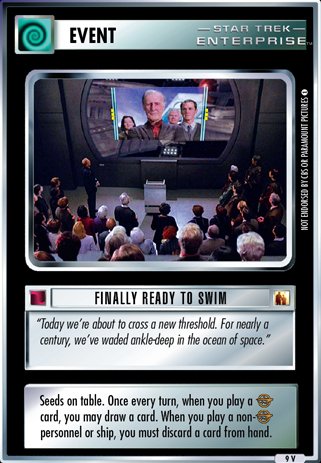 EVENT
STAR TREK
ENTERPRISE™
NOT ENDORSED BY CBS OR PARAMOUNT PICTURES
FINALLY READY TO SWIM
“Today we’re about to cross a new threshold. For nearly
a century, we’ve waded ankle-deep in the ocean of space.”
Seeds on table. Once every turn, when you play a
card, you may draw a card. When you play a non-
personnel or ship, you must discard a card from hand.
9 V